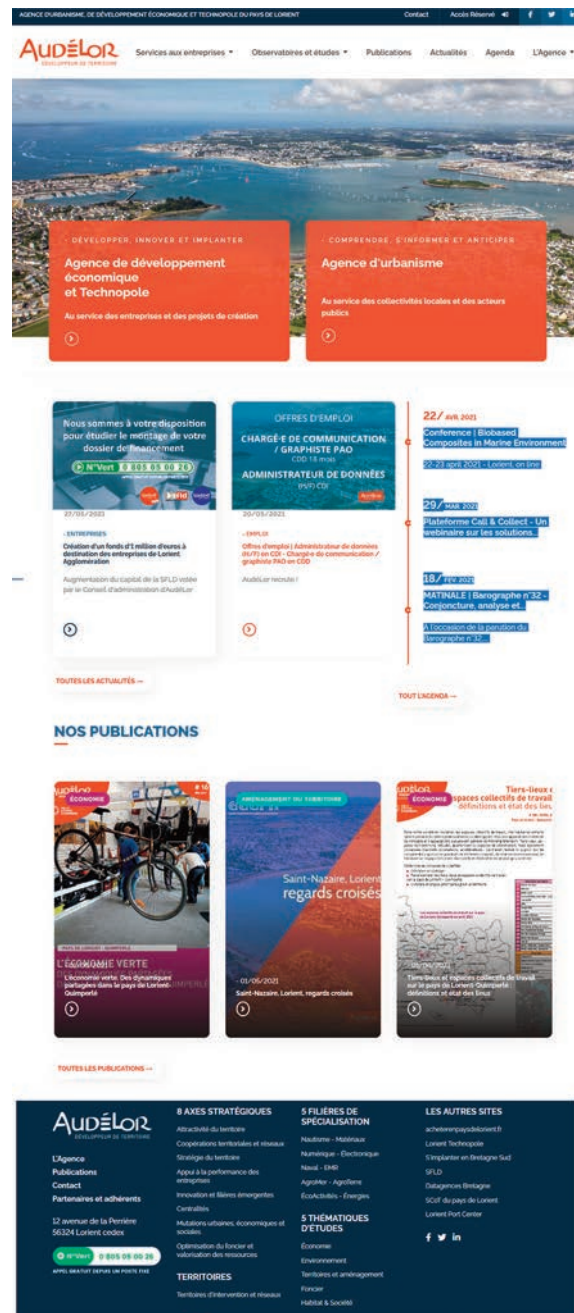 AGENCE D'URBANISME, DE DÉVELOPPEMENT ÉCONOMIQUE ET TECHNOPOLE DU PAYS DE LORIENT
Contact
Accès Réservé
AUDÉLOR
DÉVELOPPEUR DE TERRITOIRE
Services aux entreprises
Observatoires et études
Publications
Actualités
Agenda
L'Agence
- DÉVELOPPER, INNOVER ET IMPLANTER
Agence de développement
économique
et Technopole
Au service des entreprises et des projets de création
- COMPRENDRE, S'INFORMER ET ANTICIPER
Agence d'urbanisme
Au service des collectivités locales et des acteurs
publics
Nous sommes à votre disposition
pour étudier le montage de votre
dossier de financement
N°Vert 0 805 05 00 26
27/05/2021
- ENTREPRISES
Création d'un fonds d'1 million d'euros à
destination des entreprises de Lorient
Agglomération
Augmentation du capital de la SFLD votée
par le Conseil d'administration d'AudéLor
OFFRES D'EMPLOI
CHARGÉ·E DE COMMUNICATION
/ GRAPHISTE PAO
CDD 18 mois
ADMINISTRATEUR DE DONNÉES
(H/F) CDI
20/05/2021
- EMPLOI
Offres d'emploi | Administrateur de données
(H/F) en CDI - Chargé·e de communication /
graphiste PAO en CDD
AudéLor recrute !
22/ AVR. 2021
Conference | Biobased
Composites in Marine Environment
22-23 april 2021 - Lorient, on line
29/ MAR. 2021
Plateforme Call & Collect - Un
webinaire sur les solutions...
18/ FÉV. 2021
MATINALE | Barographe n°32 -
Conjoncture, analyse et...
A l'occasion de la parution du
Barographe n°32,...
TOUTES LES ACTUALITÉS
TOUT L'AGENDA
NOS PUBLICATIONS
ÉCONOMIE
# 16
L'ÉCONOMIE VERTE
L'économie verte. Des dynamiques
partagées dans le pays de Lorient-
Quimperlé
AMÉNAGEMENT DU TERRITOIRE
Saint-Nazaire, Lorient
regards croisés
- 01/06/2021
Saint-Nazaire, Lorient, regards croisés
ÉCONOMIE
Tiers-lieux e
spaces collectifs de travail
définitions et état des lieu
Tiers-lieux et espaces collectifs de travail
sur le pays de Lorient-Quimperlé :
définitions et état des lieux
TOUTES LES PUBLICATIONS
AUDÉLOR
DÉVELOPPEUR DE TERRITOIRE
L'Agence
Publications
Contact
Partenaires et adhérents
12 avenue de la Perrière
56324 Lorient cedex
N°Vert 0 805 05 00 26
APPEL GRATUIT DEPUIS UN POSTE FIXE
8 AXES STRATÉGIQUES
Attractivité du territoire
Coopérations territoriales et réseaux
Stratégie du territoire
Appui à la performance des
entreprises
Innovation et filières émergentes
Centralités
Mutations urbaines, économiques et
sociales
Optimisation du foncier et
valorisation des ressources
TERRITOIRES
Territoires d'intervention et réseaux
5 FILIÈRES DE
SPÉCIALISATION
Nautisme - Matériaux
Numérique - Électronique
Naval - EMR
AgroMer - AgroTerre
ÉcoActivités - Énergies
5 THÉMATIQUES
D'ÉTUDES
Économie
Environnement
Territoires et aménagement
Foncier
Habitat & Société
LES AUTRES SITES
acheterenpaysdelorient.fr
Lorient Technopole
S'implanter en Bretagne Sud
SFLD
Datagences Bretagne
SCoT du pays de Lorient
Lorient Port Center